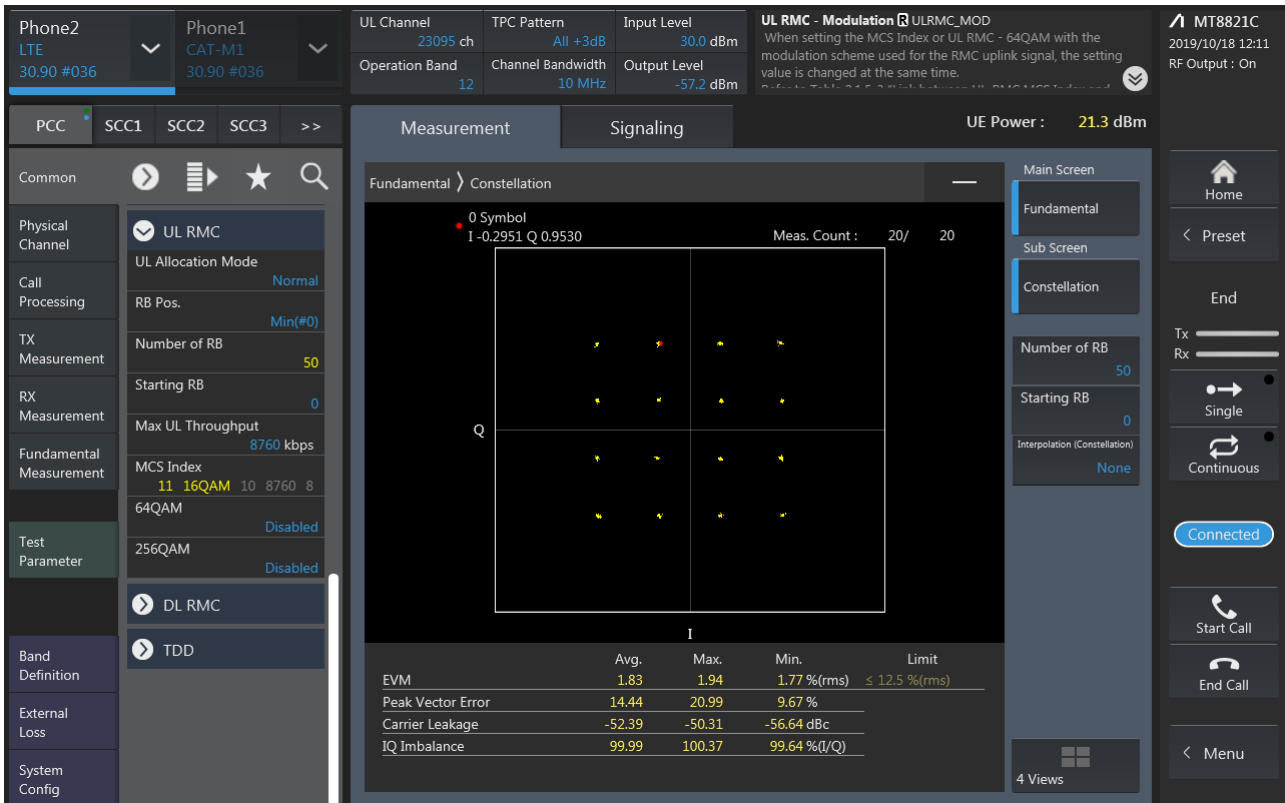 Phone2
LTE
30.90 #036
Phone1
CAT-M1
30.90 #036
UL Channel
23095 ch
TPC Pattern
All +3dB
Input Level
30.0 dBm
Operation Band
12
Channel Bandwidth
10 MHz
Output Level
-57.2 dBm
UL RMC - Modulation R ULRMC_MOD
When setting the MCS Index or UL RMC - 64QAM with the
modulation scheme used for the RMC uplink signal, the setting
value is changed at the same time.
MT8821C
2019/10/18 12:11
RF Output : On
PCC SCC1 SCC2 SCC3 >>
Measurement
Signaling
UE Power : 21.3 dBm
Common
Physical
Channel
Call
Processing
TX
Measurement
RX
Measurement
Fundamental
Measurement
Test
Parameter
Band
Definition
External
Loss
System
Config
UL RMC
UL Allocation Mode
Normal
RB Pos.
Min(#0)
Number of RB
50
Starting RB
0
Max UL Throughput
8760 kbps
MCS Index
11 16QAM 10 8760 8
64QAM
Disabled
256QAM
Disabled
DL RMC
TDD
Fundamental 〉 Constellation
0 Symbol
I -0.2951 Q 0.9530
Meas. Count : 20/ 20
Q
I
Avg. Max. Min. Limit
EVM 1.83 1.94 1.77 %(rms) ≤ 12.5 %(rms)
Peak Vector Error 14.44 20.99 9.67 %
Carrier Leakage -52.39 -50.31 -56.64 dBc
IQ Imbalance 99.99 100.37 99.64 %(I/Q)
Main Screen
Fundamental
Sub Screen
Constellation
Number of RB
50
Starting RB
0
Interpolation (Constellation)
None
4 Views
Home
< Preset
End
Tx
Rx
Single
Continuous
Connected
Start Call
End Call
< Menu